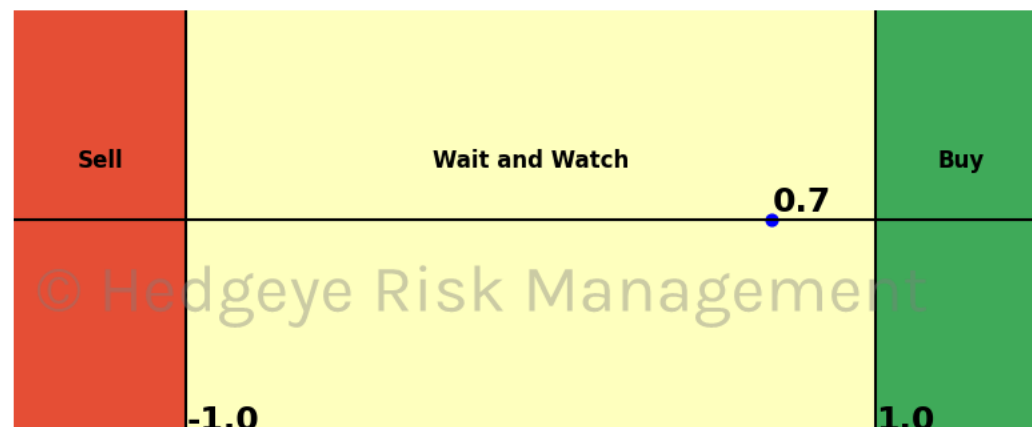 Sell
Wait and Watch
Buy
0.7
© Hedgeye Risk Management
-1.0
1.0